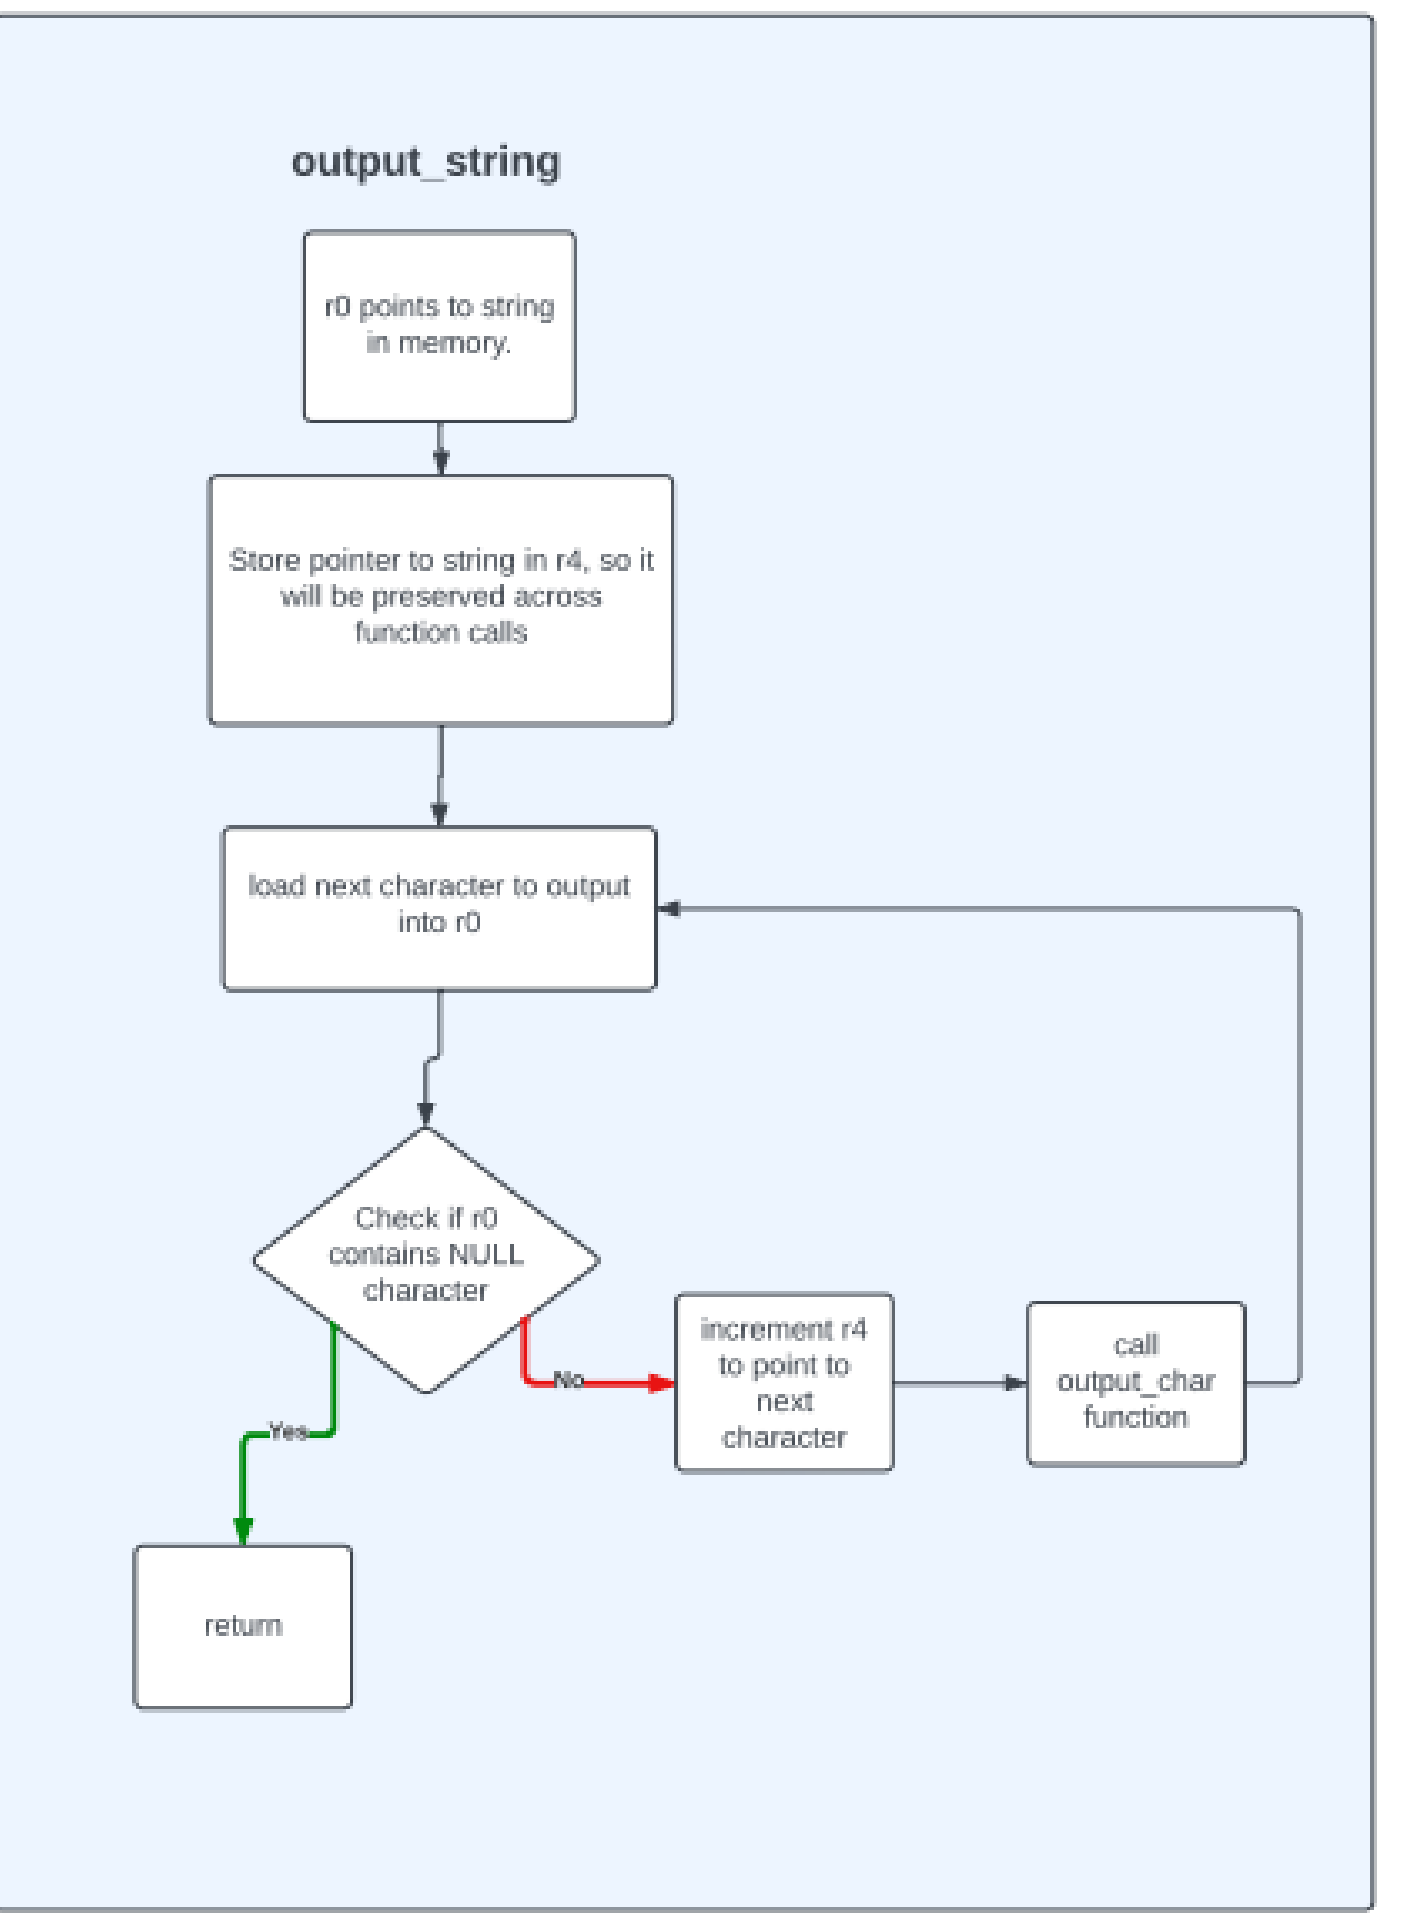 output_string
r0 points to string
in memory.
Store pointer to string in r4, so it
will be preserved across
function calls
load next character to output
into r0
Check if r0
contains NULL
character
No
increment r4
to point to
next
character
call
output_char
function
Yes
return